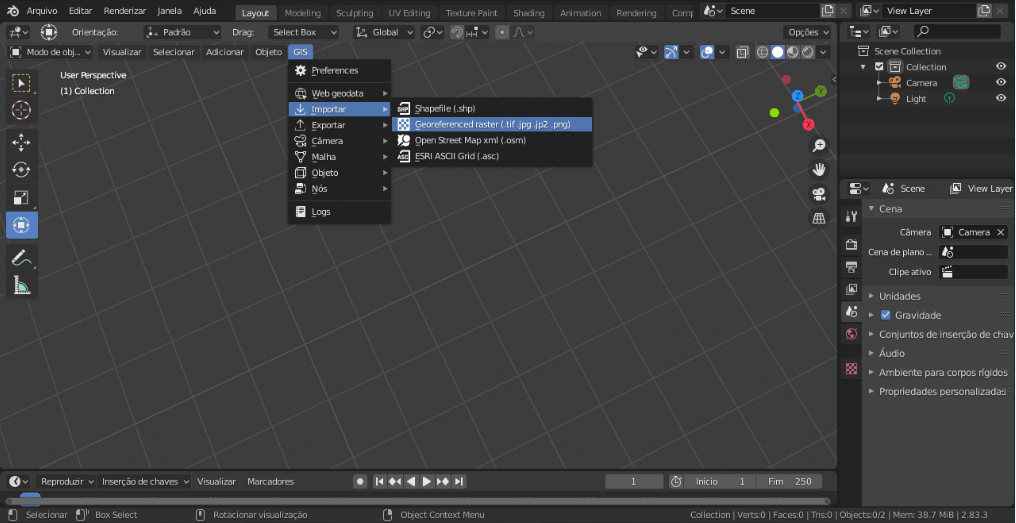 Arquivo Editar Renderizar Janela Ajuda Layout Modeling Sculpting UV Editing Texture Paint Shading Animation Rendering Comp Scene View Layer
Orientação: Padrão Drag: Select Box Global Opções
Modo de obj... Visualizar Selecionar Adicionar Objeto GIS
User Perspective
(1) Collection
Preferences
Web geodata
Importar
Exportar
Câmera
Malha
Objeto
Nós
Logs
SHP Shapefile (.shp)
Georeferenced raster (.tif .jpg .jp2 .png)
Open Street Map xml (.osm)
ASC ESRI ASCII Grid (.asc)
Z
Y
X
Scene Collection
Collection
Camera
Light
Scene View Layer
Cena
Câmera Camera
Cena de plano ...
Clipe ativo
Unidades
Gravidade
Conjuntos de inserção de chav
Áudio
Ambiente para corpos rígidos
Propriedades personalizadas
Reproduzir Inserção de chaves Visualizar Marcadores 1 Início 1 Fim 250
Selecionar Box Select Rotacionar visualização Object Context Menu Collection | Verts:0 | Faces:0 | Tris:0 | Objects:0/2 | Mem: 38.7 MiB | 2.83.3